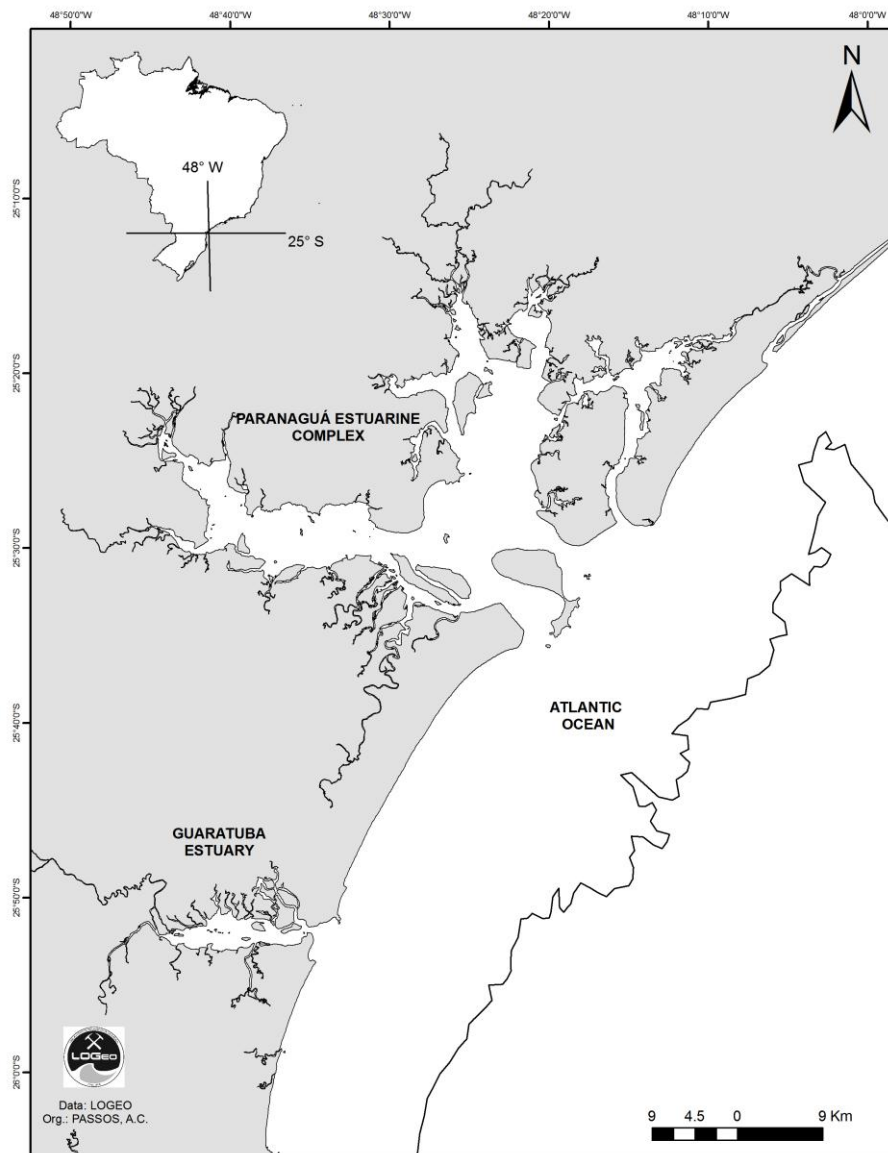 48°50'0"W 48°40'0"W 48°30'0"W 48°20'0"W 48°10'0"W 48°0'0"W
N
48° W
25° S
25°10'0"S
25°20'0"S
PARANAGUÁ ESTUARINE
COMPLEX
25°30'0"S
25°40'0"S
ATLANTIC
OCEAN
GUARATUBA
ESTUARY
25°50'0"S
26°0'0"S
LOGEO
Data: LOGEO
Org.: PASSOS, A.C.
9 4.5 0 9 Km